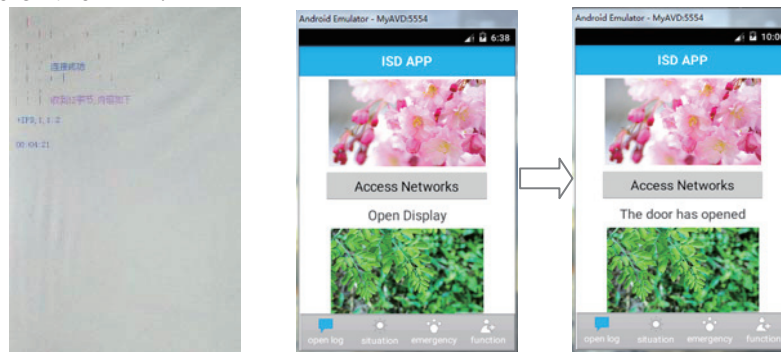 连接成功
收到12字节,内容如下
+IPD,1,1:2
00:04:21
Android Emulator - MyAVD:5554
6:38
ISD APP
Access Networks
Open Display
open log
situation
emergency
function
Android Emulator - MyAVD:5554
10:00
ISD APP
Access Networks
The door has opened
open log
situation
emergency
function